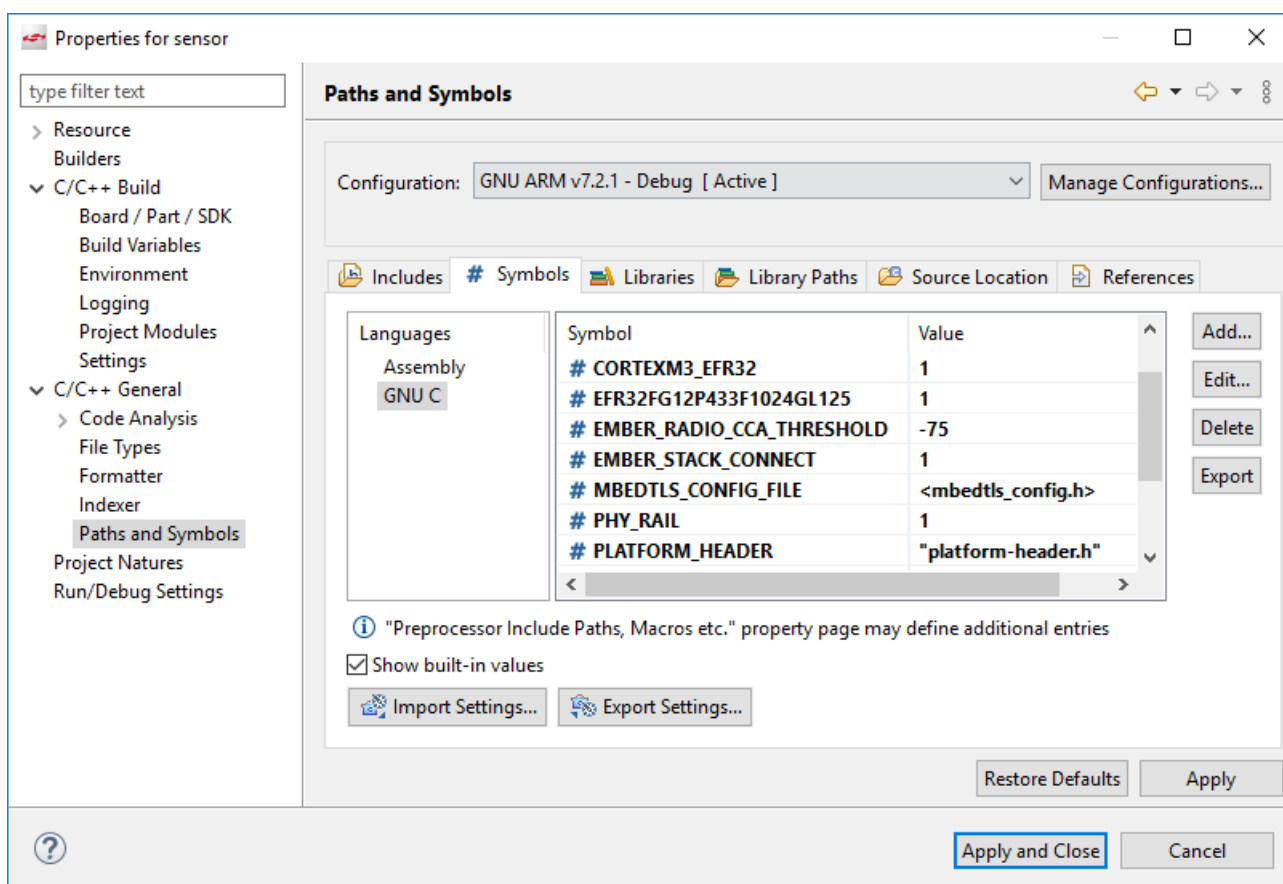 Properties for sensor
type filter text
Resource
Builders
C/C++ Build
Board / Part / SDK
Build Variables
Environment
Logging
Project Modules
Settings
C/C++ General
Code Analysis
File Types
Formatter
Indexer
Paths and Symbols
Project Natures
Run/Debug Settings
Paths and Symbols
Configuration: GNU ARM v7.2.1 - Debug [ Active ] Manage Configurations...
Includes # Symbols Libraries Library Paths Source Location References
Languages
Assembly
GNU C
Symbol Value
# CORTEXM3_EFR32 1
# EFR32FG12P433F1024GL125 1
# EMBER_RADIO_CCA_THRESHOLD -75
# EMBER_STACK_CONNECT 1
# MBEDTLS_CONFIG_FILE <mbedtls_config.h>
# PHY_RAIL 1
# PLATFORM_HEADER "platform-header.h"
Add...
Edit...
Delete
Export
"Preprocessor Include Paths, Macros etc." property page may define additional entries
Show built-in values
Import Settings... Export Settings...
Restore Defaults Apply
? Apply and Close Cancel